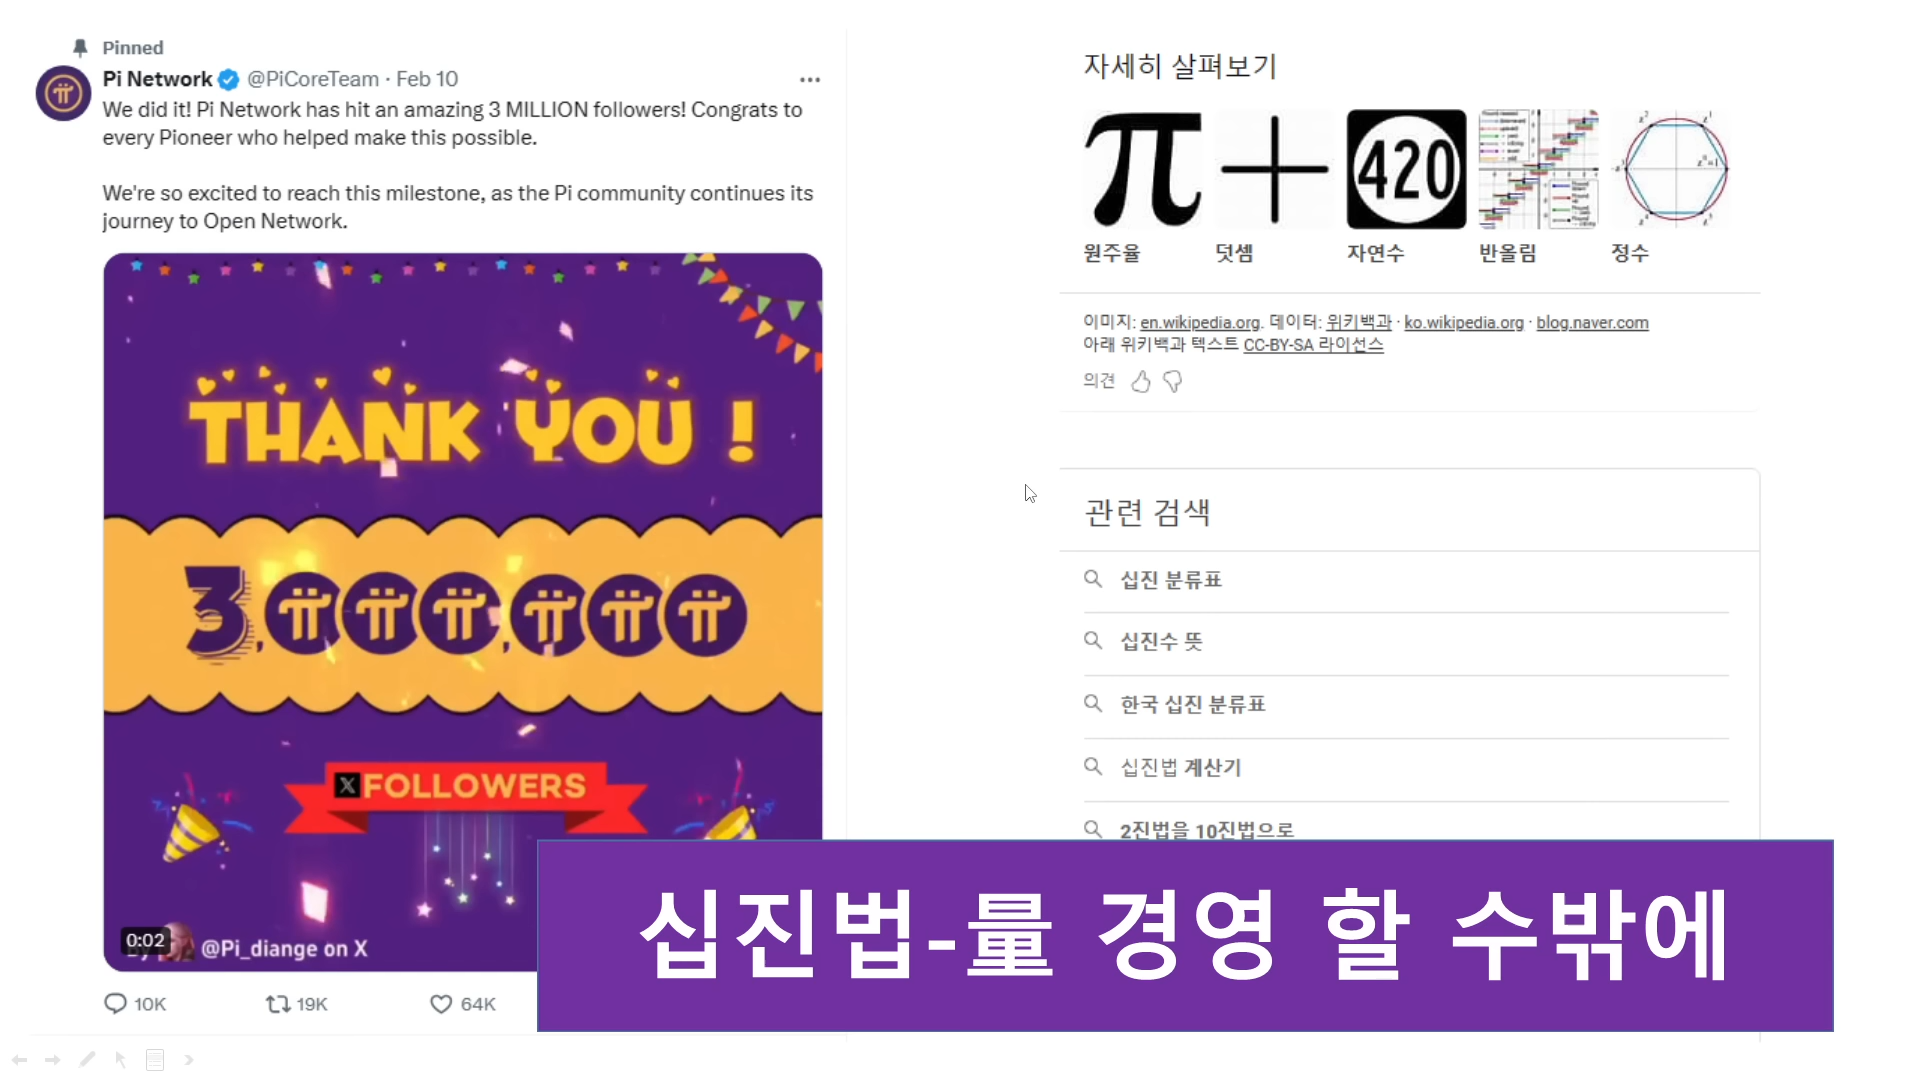 Pinned
Pi Network @PiCoreTeam · Feb 10
We did it! Pi Network has hit an amazing 3 MILLION followers! Congrats to
every Pioneer who helped make this possible.
We're so excited to reach this milestone, as the Pi community continues its
journey to Open Network.
THANK YOU !
3,πππ,πππ
X FOLLOWERS
0:02
@Pi_diange on X
10K
19K
64K
자세히 살펴보기
π
420
원주율
덧셈
자연수
반올림
정수
이미지: en.wikipedia.org. 데이터: 위키백과 · ko.wikipedia.org · blog.naver.com
아래 위키백과 텍스트 CC-BY-SA 라이선스
의견
관련 검색
십진 분류표
십진수 뜻
한국 십진 분류표
십진법 계산기
2진법을 10진법으로
십진법-量 경영 할 수밖에